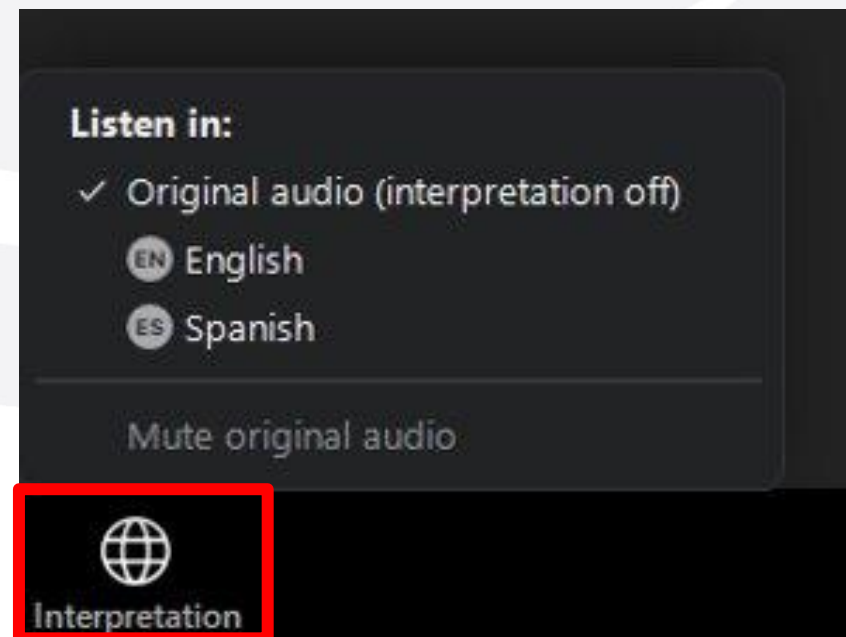 Listen in:
✓ Original audio (interpretation off)
EN English
ES Spanish
Mute original audio
Interpretation